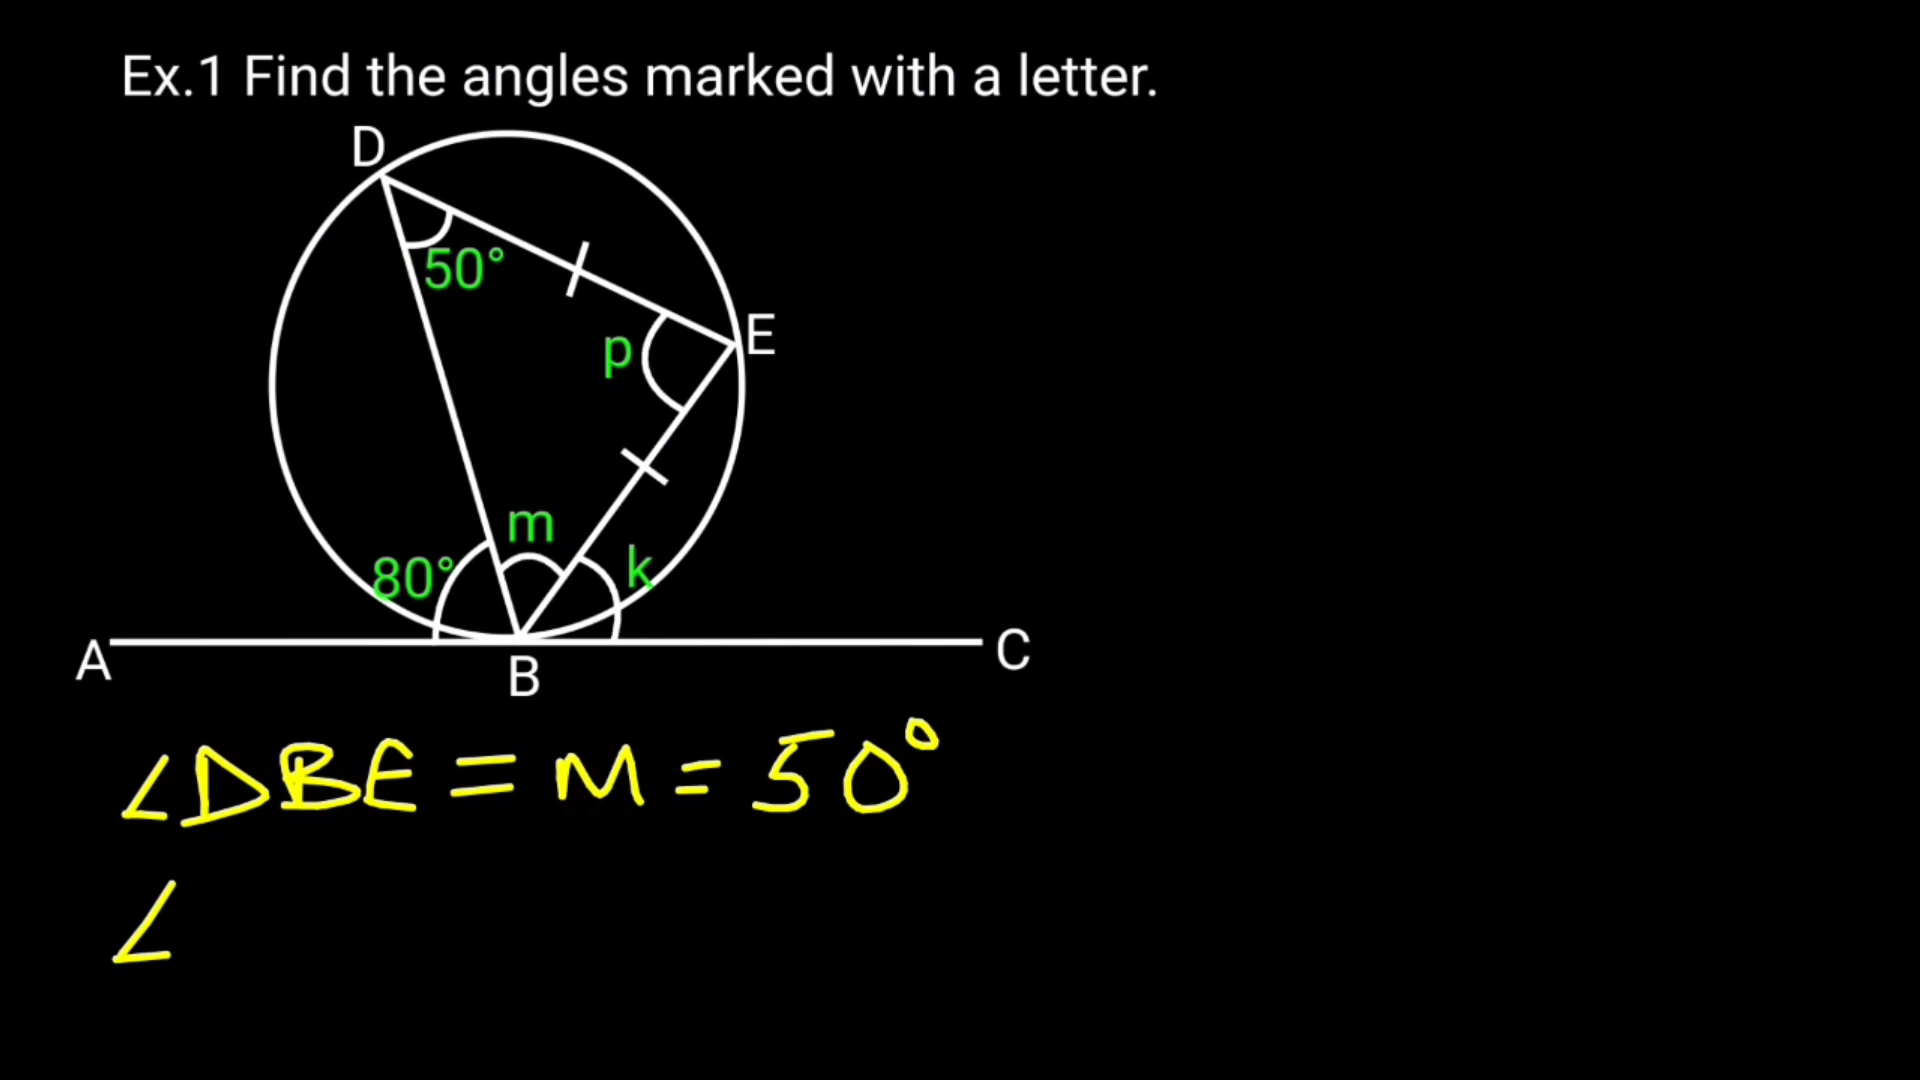 Ex.1 Find the angles marked with a letter.
D
50°
E
p
m
80°
k
A
B
C
∠DBE = M = 50°
∠